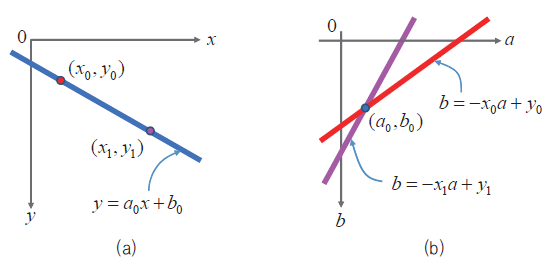 0
x
(x₀, y₀)
(x₁, y₁)
y = a₀x + b₀
y
(a)
0
a
b = −x₀a + y₀
(a₀, b₀)
b = −x₁a + y₁
b
(b)